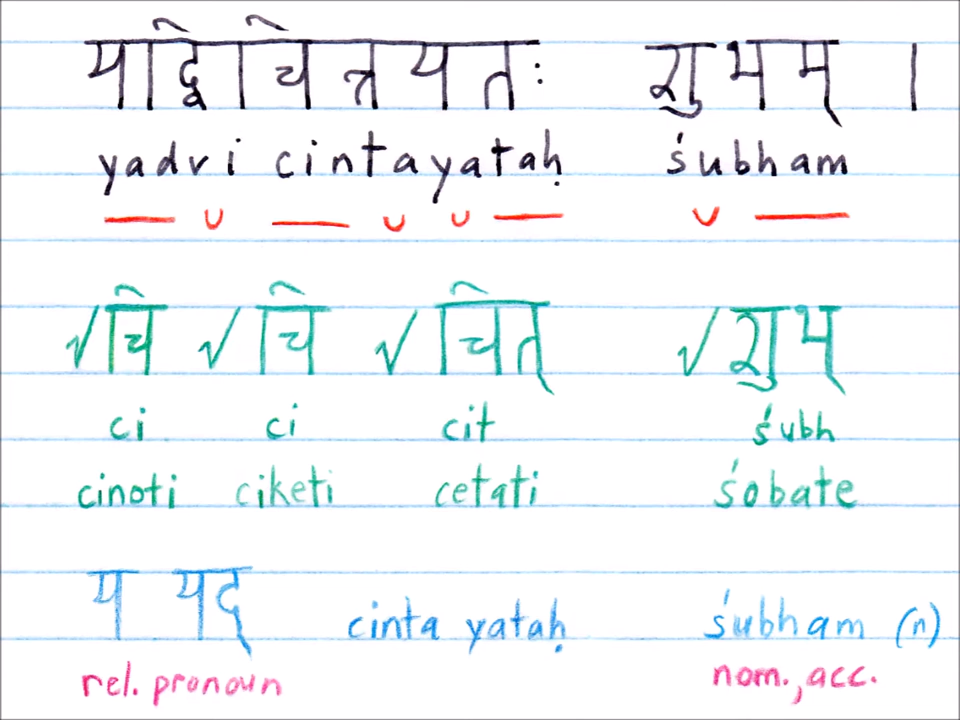 यद्विचिन्तयतः शुभम् ।
yadvi cintayataḥ śubham
— ∪ — ∪ ∪ — ∪ —
√चि √चि √चित् √शुभ्
ci ci cit śubh
cinoti ciketi cetati śobate
य यद् cinta yataḥ śubham (n)
rel. pronoun nom., acc.